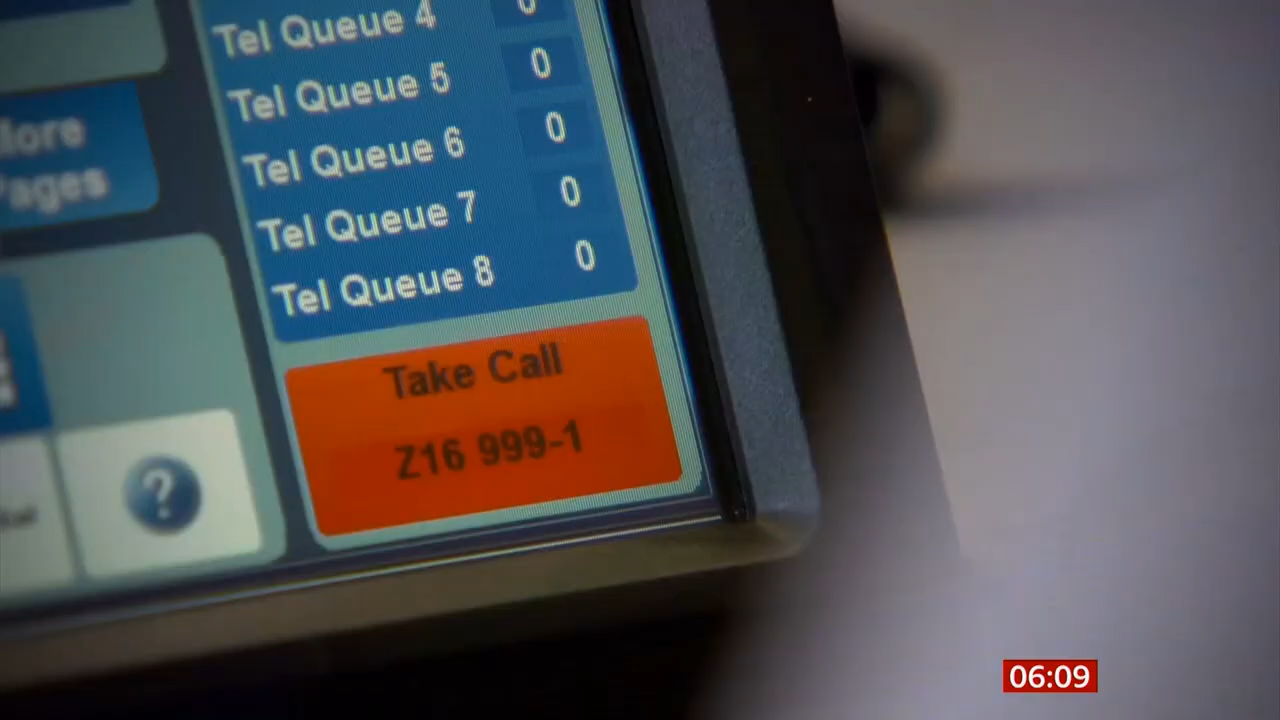 Tel Queue 4 0
Tel Queue 5 0
Tel Queue 6 0
Tel Queue 7 0
Tel Queue 8 0
Pages
Take Call
Z16 999-1
?
06:09